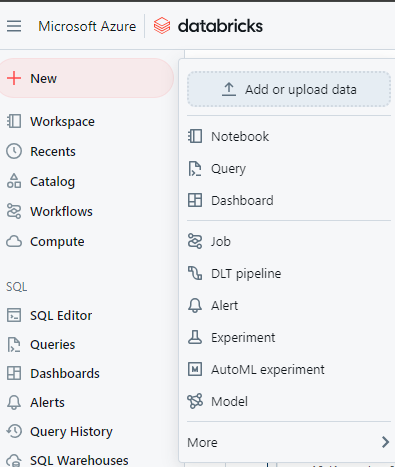 Microsoft Azure databricks
New
Workspace
Recents
Catalog
Workflows
Compute
SQL
SQL Editor
Queries
Dashboards
Alerts
Query History
SQL Warehouses
Add or upload data
Notebook
Query
Dashboard
Job
DLT pipeline
Alert
Experiment
AutoML experiment
Model
More